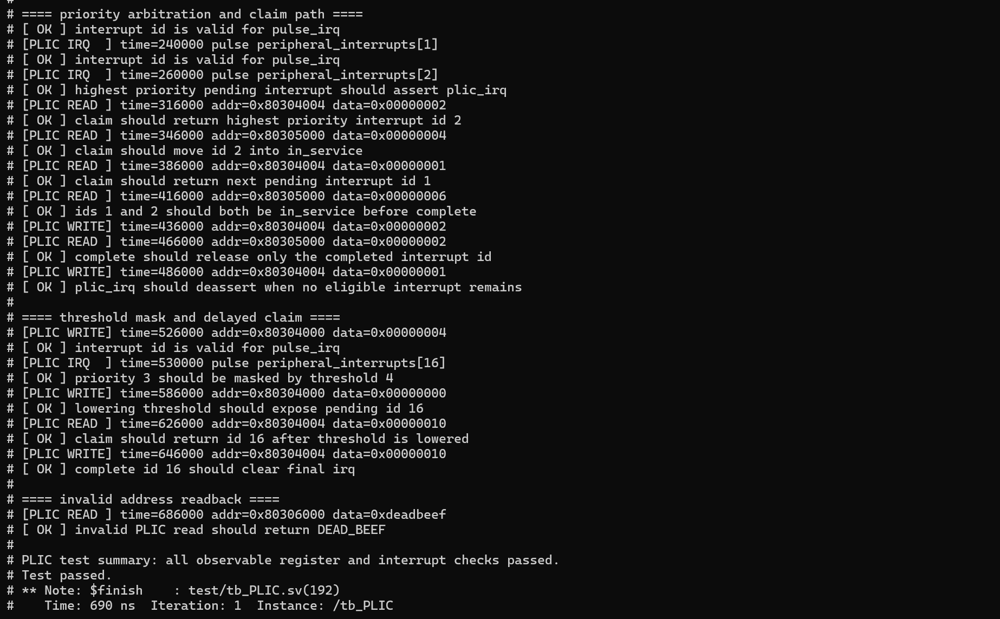 #
# ==== priority arbitration and claim path ====
# [ OK ] interrupt id is valid for pulse_irq
# [PLIC IRQ  ] time=240000 pulse peripheral_interrupts[1]
# [ OK ] interrupt id is valid for pulse_irq
# [PLIC IRQ  ] time=260000 pulse peripheral_interrupts[2]
# [ OK ] highest priority pending interrupt should assert plic_irq
# [PLIC READ ] time=316000 addr=0x80304004 data=0x00000002
# [ OK ] claim should return highest priority interrupt id 2
# [PLIC READ ] time=346000 addr=0x80305000 data=0x00000004
# [ OK ] claim should move id 2 into in_service
# [PLIC READ ] time=386000 addr=0x80304004 data=0x00000001
# [ OK ] claim should return next pending interrupt id 1
# [PLIC READ ] time=416000 addr=0x80305000 data=0x00000006
# [ OK ] ids 1 and 2 should both be in_service before complete
# [PLIC WRITE] time=436000 addr=0x80304004 data=0x00000002
# [PLIC READ ] time=466000 addr=0x80305000 data=0x00000002
# [ OK ] complete should release only the completed interrupt id
# [PLIC WRITE] time=486000 addr=0x80304004 data=0x00000001
# [ OK ] plic_irq should deassert when no eligible interrupt remains
#
# ==== threshold mask and delayed claim ====
# [PLIC WRITE] time=526000 addr=0x80304000 data=0x00000004
# [ OK ] interrupt id is valid for pulse_irq
# [PLIC IRQ  ] time=530000 pulse peripheral_interrupts[16]
# [ OK ] priority 3 should be masked by threshold 4
# [PLIC WRITE] time=586000 addr=0x80304000 data=0x00000000
# [ OK ] lowering threshold should expose pending id 16
# [PLIC READ ] time=626000 addr=0x80304004 data=0x00000010
# [ OK ] claim should return id 16 after threshold is lowered
# [PLIC WRITE] time=646000 addr=0x80304004 data=0x00000010
# [ OK ] complete id 16 should clear final irq
#
# ==== invalid address readback ====
# [PLIC READ ] time=686000 addr=0x80306000 data=0xdeadbeef
# [ OK ] invalid PLIC read should return DEAD_BEEF
#
# PLIC test summary: all observable register and interrupt checks passed.
# Test passed.
# ** Note: $finish    : test/tb_PLIC.sv(192)
#    Time: 690 ns  Iteration: 1  Instance: /tb_PLIC